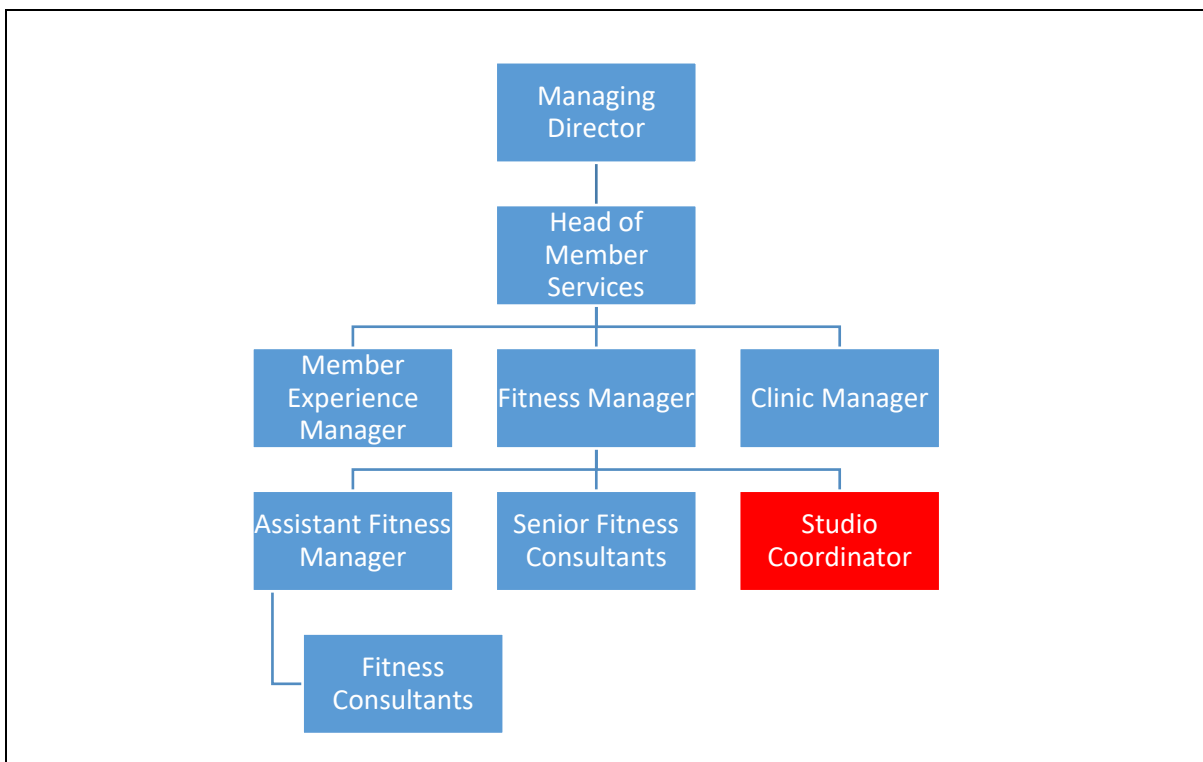 Managing
Director
Head of
Member
Services
Member
Experience
Manager
Fitness Manager
Clinic Manager
Assistant Fitness
Manager
Senior Fitness
Consultants
Studio
Coordinator
Fitness
Consultants